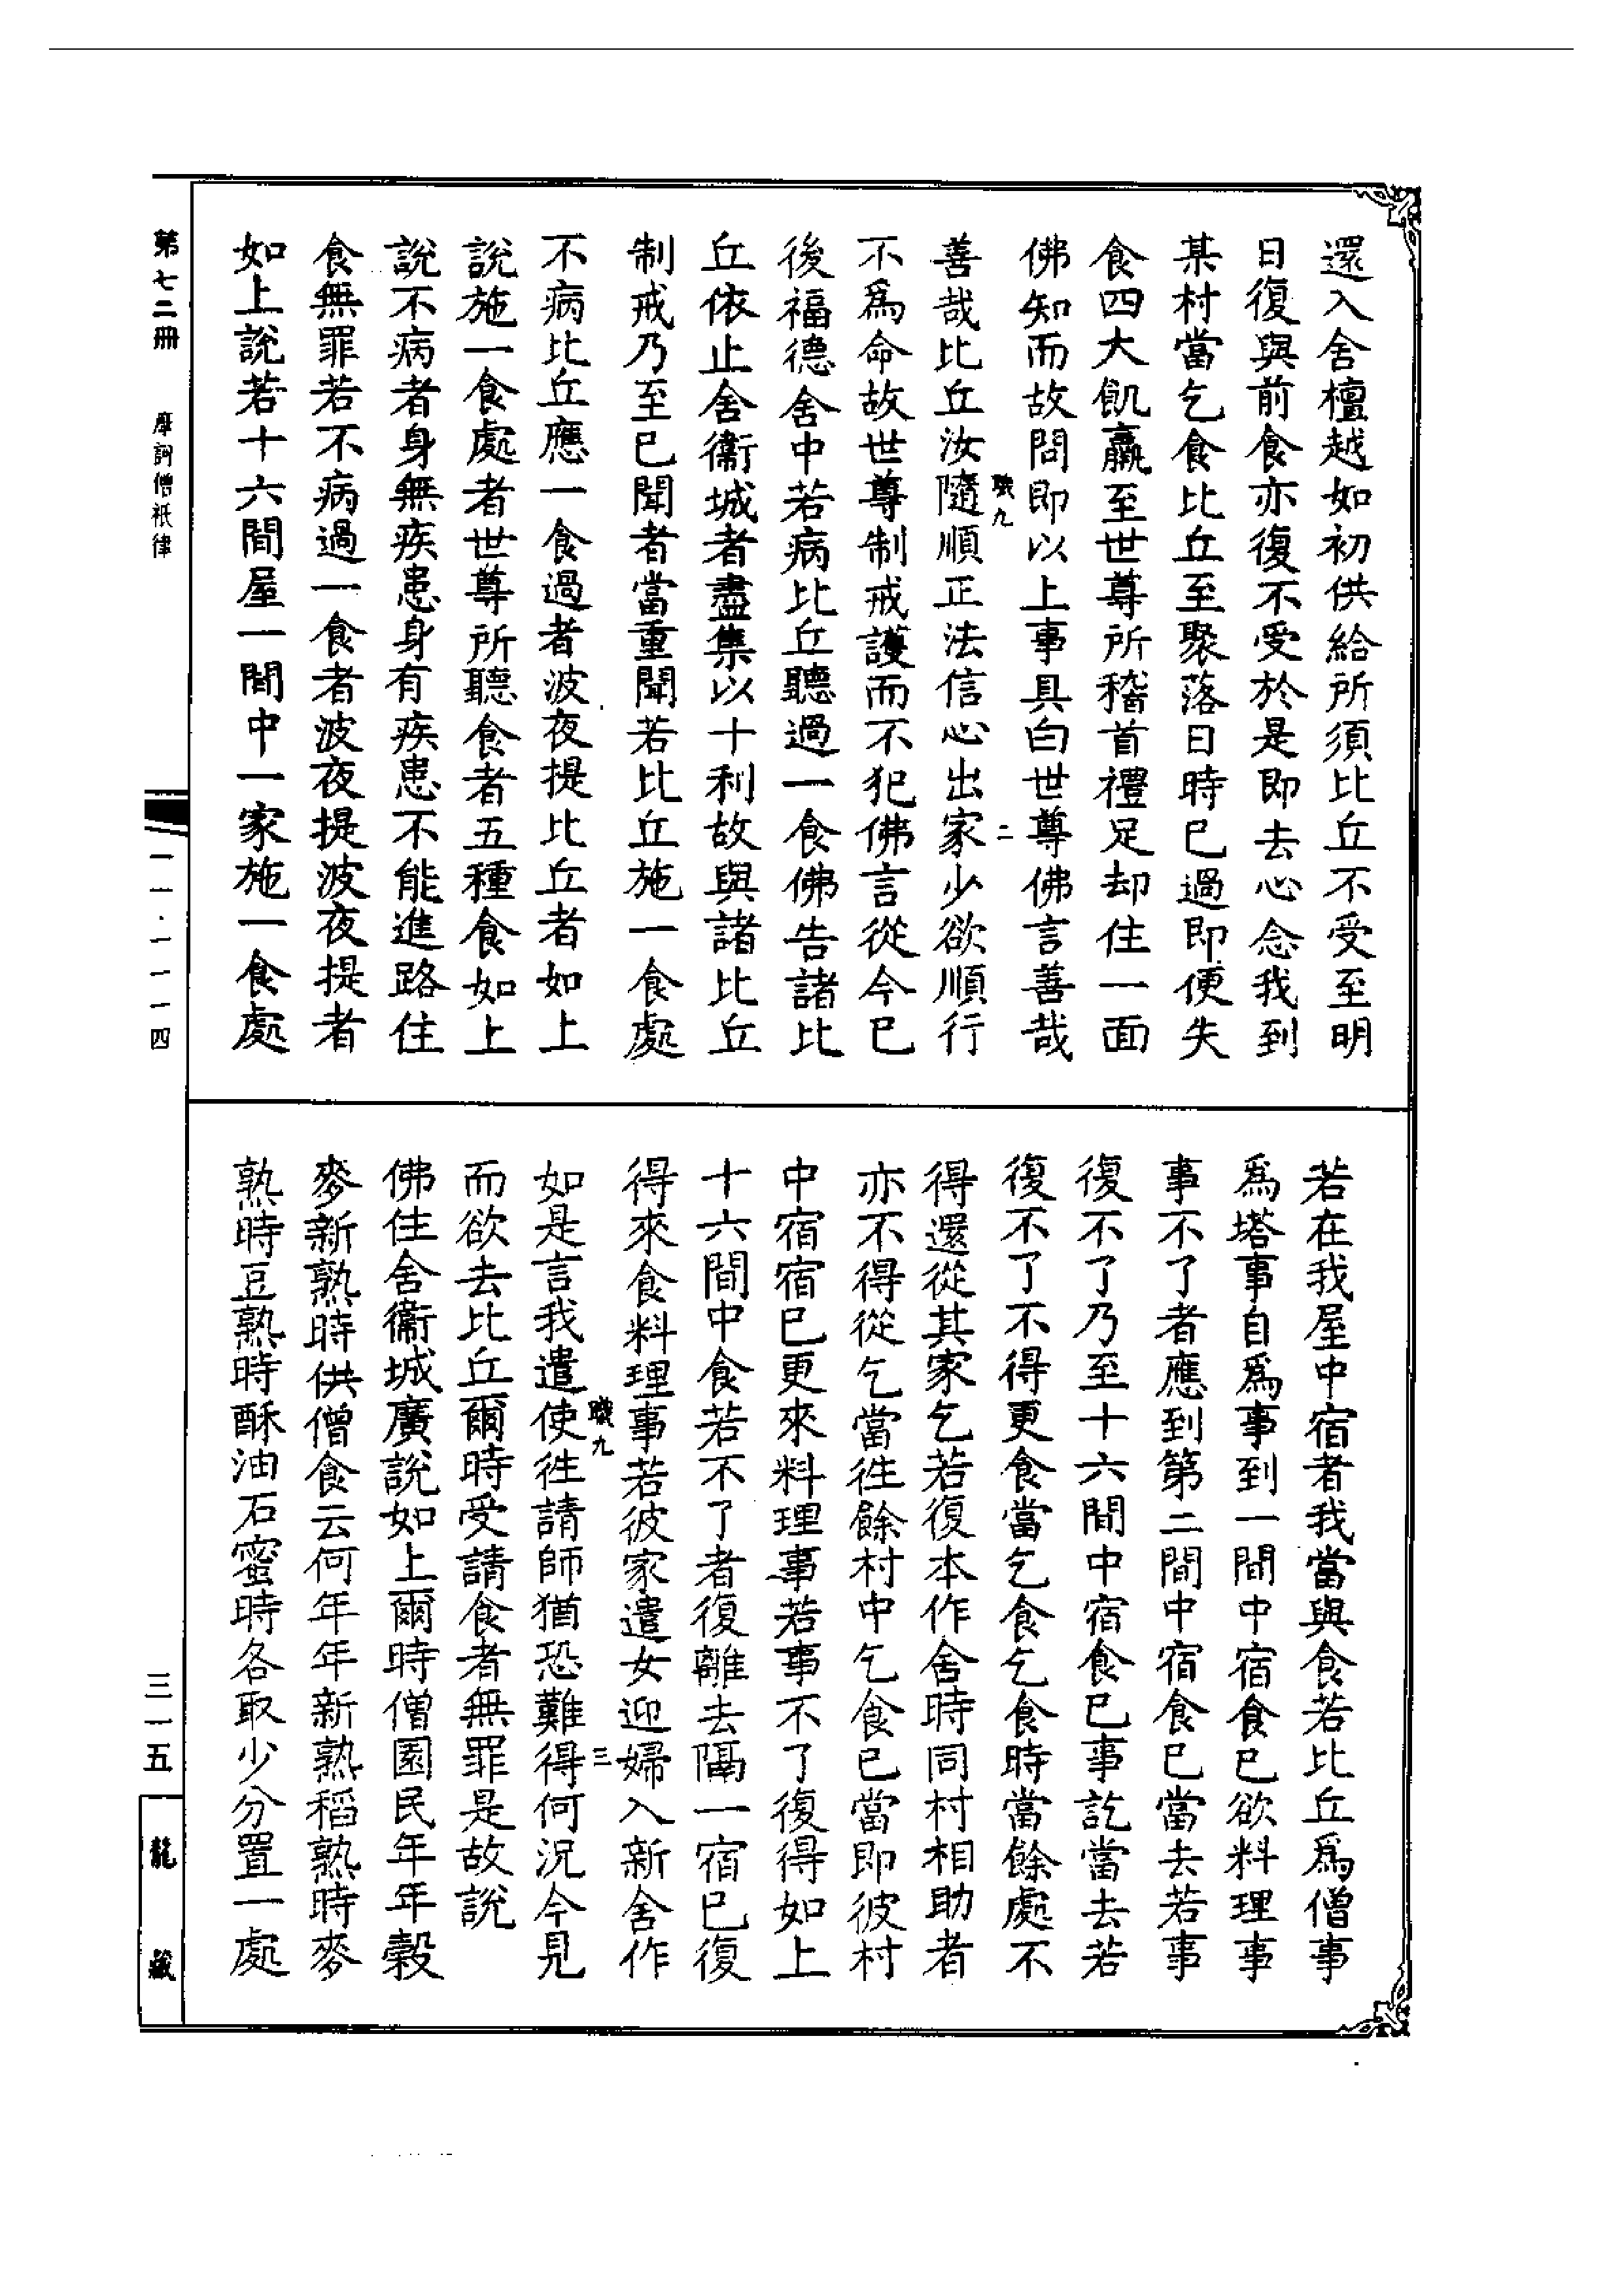 還入舍檀越如初供給所須比丘不受至明
日復與前食亦復不受於是即去心念我到
某村當乞食比丘至聚落日時已過即便失
食四大飢羸至世尊所稽首禮足却住一面
佛知而故問即以上事具白世尊佛言善哉
職九 二
善哉比丘汝隨順正法信心出家少欲順行
不爲命故世尊制戒護而不犯佛言從今已
後福德舍中若病比丘聽過一食佛告諸比
丘依止舍衞城者盡集以十利故與諸比丘
制戒乃至已聞者當重聞若比丘施一食處
不病比丘應一食過者波夜提比丘者如上
說施一食處者世尊所聽食者五種食如上
說不病者身無疾患身有疾患不能進路住
食無罪若不病過一食者波夜提波夜提者
如上說若十六間屋一間中一家施一食處
若在我屋中宿者我當與食若比丘爲僧事
爲塔事自爲事到一間中宿食已欲料理事
事不了者應到第二間中宿食已當去若事
復不了乃至十六間中宿食已事訖當去若
復不了不得更食當乞食乞食時當餘處不
得還從其家乞若復本作舍時同村相助者
亦不得從乞當徃餘村中乞食已當即彼村
中宿宿已更來料理事若事不了復得如上
十六間中食若不了者復離去隔一宿已復
得來食料理事若彼家遣女迎婦入新舍作
職九 三
如是言我遣使徃請師猶恐難得何況今見
而欲去比丘爾時受請食者無罪是故說
佛住舍衞城廣說如上爾時僧園民年年穀
麥新熟時供僧食云何年年新熟稻熟時麥
熟時豆熟時酥油石蜜時各取少分置一處
第七二冊 摩訶僧祇律
一一·一一一四
三一五
龍藏